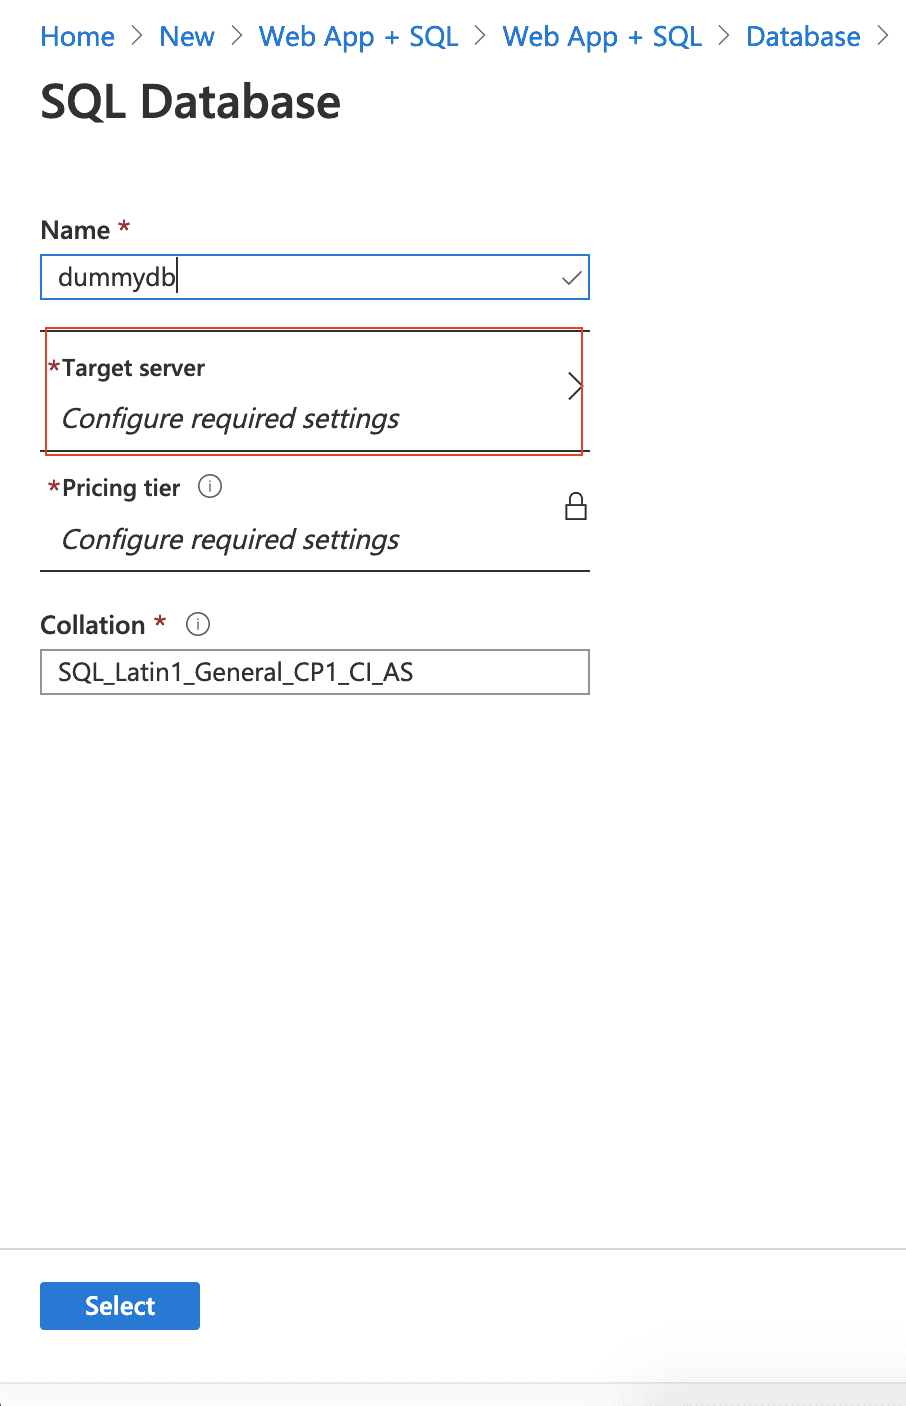 Home > New > Web App + SQL > Web App + SQL > Database >
SQL Database
Name *
dummydb
*Target server
Configure required settings
*Pricing tier
Configure required settings
Collation *
SQL_Latin1_General_CP1_CI_AS
Select